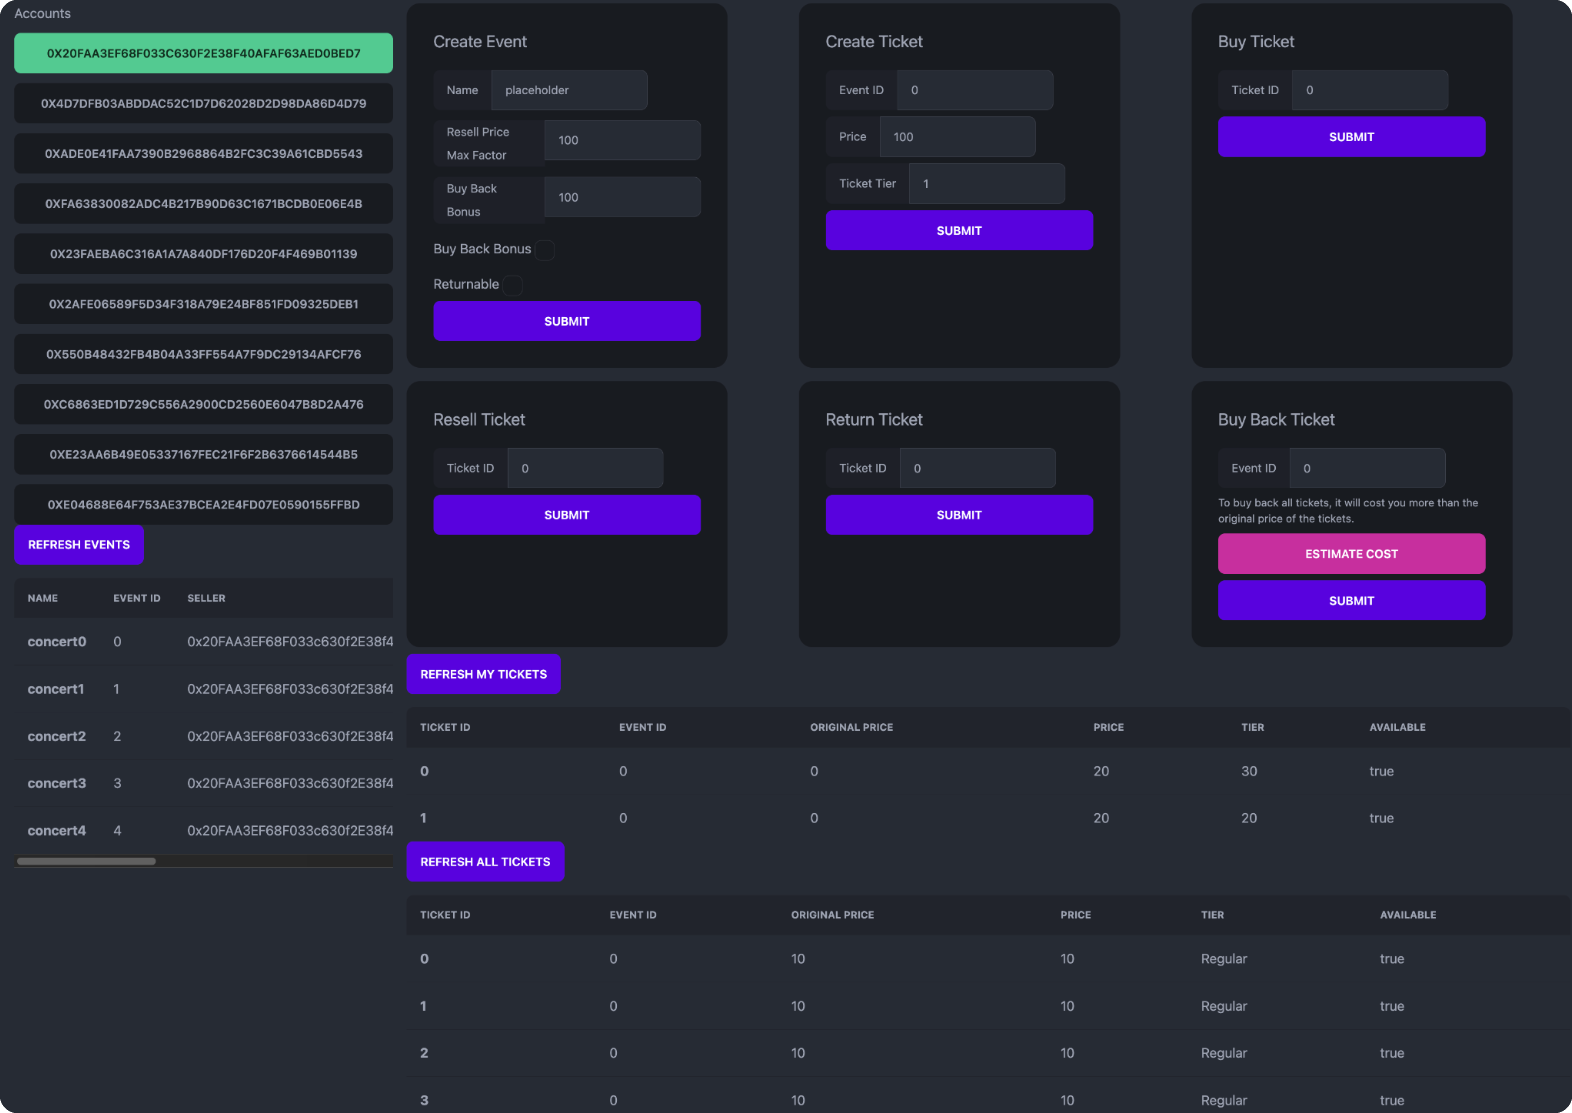 Accounts
0X20FAA3EF68F033C630F2E38F40AFAF63AED0BED7
0X4D7DFB03ABDDAC52C1D7D62028D2D98DA86D4D79
0XADE0E41FAA7390B2968864B2FC3C39A61CBD5543
0XFA63830082ADC4B217B90D63C1671BCDB0E06E4B
0X23FAEBA6C316A1A7A840DF176D20F4F469B01139
0X2AFE06589F5D34F318A79E24BF851FD09325DEB1
0X550B48432FB4B04A33FF554A7F9DC29134AFCF76
0XC6863ED1D729C556A2900CD2560E6047B8D2A476
0XE23AA6B49E05337167FEC21F6F2B6376614544B5
0XE04688E64F753AE37BCEA2E4FD07E0590155FFBD
REFRESH EVENTS
NAME EVENT ID SELLER
concert0 0 0x20FAA3EF68F033c630f2E38f4
concert1 1 0x20FAA3EF68F033c630f2E38f4
concert2 2 0x20FAA3EF68F033c630f2E38f4
concert3 3 0x20FAA3EF68F033c630f2E38f4
concert4 4 0x20FAA3EF68F033c630f2E38f4
Create Event
Name placeholder
Resell Price
Max Factor
100
Buy Back
Bonus
100
Buy Back Bonus
Returnable
SUBMIT
Create Ticket
Event ID 0
Price 100
Ticket Tier 1
SUBMIT
Buy Ticket
Ticket ID 0
SUBMIT
Resell Ticket
Ticket ID 0
SUBMIT
Return Ticket
Ticket ID 0
SUBMIT
Buy Back Ticket
Event ID 0
To buy back all tickets, it will cost you more than the
original price of the tickets.
ESTIMATE COST
SUBMIT
REFRESH MY TICKETS
TICKET ID EVENT ID ORIGINAL PRICE PRICE TIER AVAILABLE
0 0 0 20 30 true
1 0 0 20 20 true
REFRESH ALL TICKETS
TICKET ID EVENT ID ORIGINAL PRICE PRICE TIER AVAILABLE
0 0 10 10 Regular true
1 0 10 10 Regular true
2 0 10 10 Regular true
3 0 10 10 Regular true